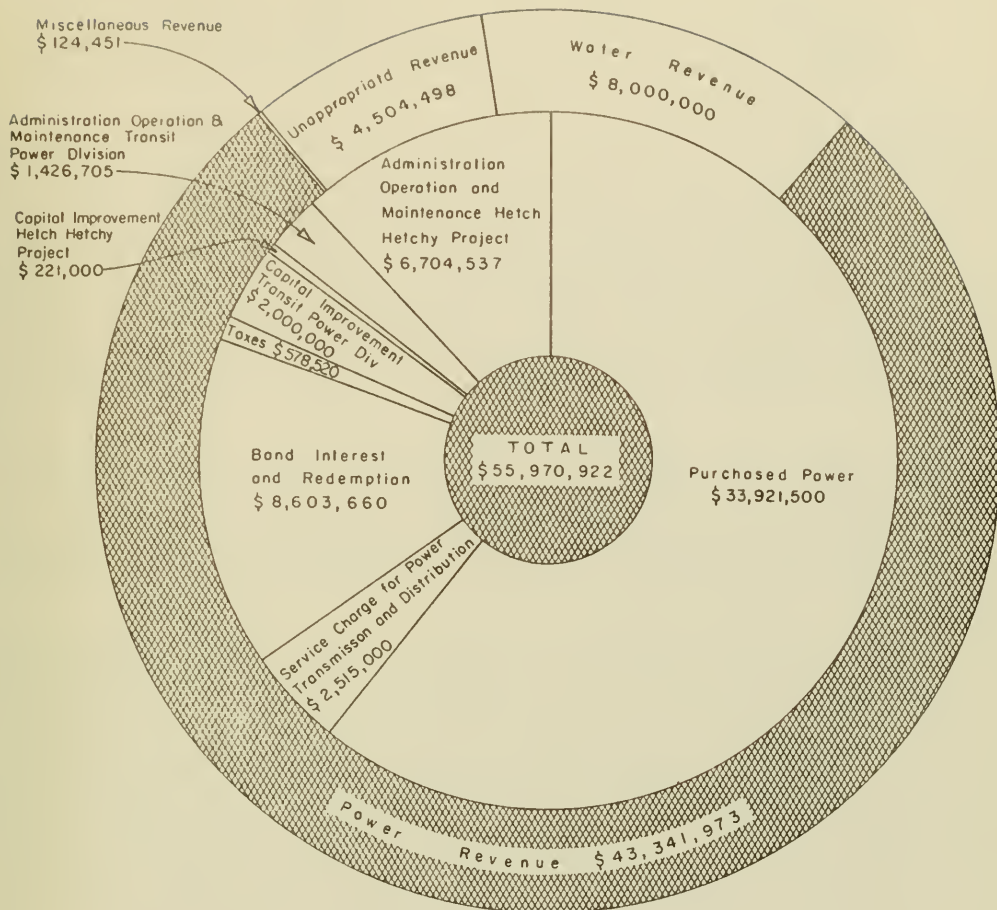 Miscellaneous Revenue
$124,451
Unappropriatd Revenue
$ 4,504,498
Water Revenue
$ 8,000,000
Administration Operation &
Maintenance Transit
Power Division
$ 1,426,705
Capital Improvement
Hetch Hetchy
Project
$ 221,000
Administration
Operation and
Maintenance Hetch
Hetchy Project
$ 6,704,537
Capital Improvement
Transit Power Div
$ 2,000,000
Taxes $ 578,520
Bond Interest
and Redemption
$ 8,603,660
TOTAL
$ 55,970,922
Purchased Power
$ 33,921,500
Service Charge for Power
Transmisson and Distribution
$ 2,515,000
Power Revenue $ 43,341,973